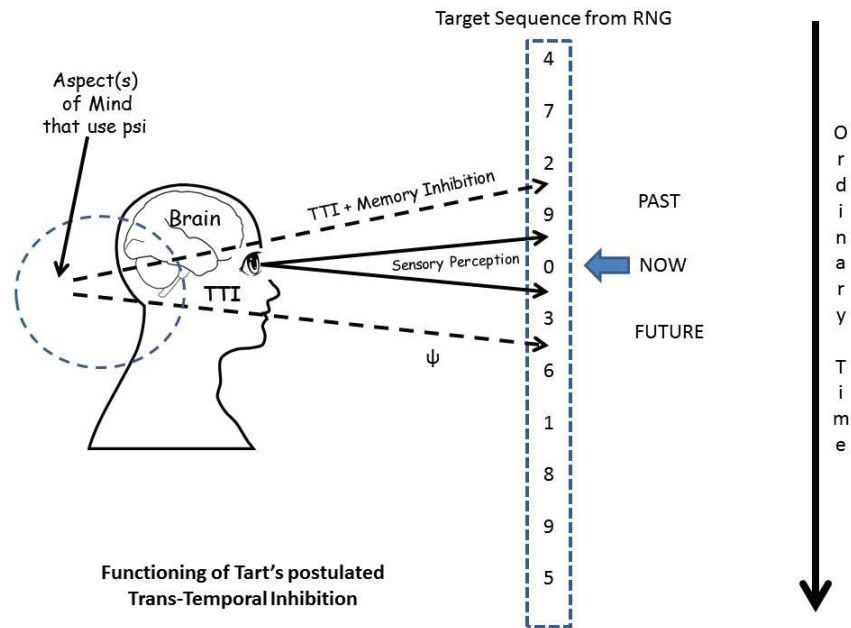 Target Sequence from RNG
Aspect(s)
of Mind
that use psi
Brain
TTI
TTI + Memory Inhibition
Sensory Perception
ψ
4
7
2
9
0
3
6
1
8
9
5
PAST
NOW
FUTURE
Ordinary Time
Functioning of Tart's postulated
Trans-Temporal Inhibition